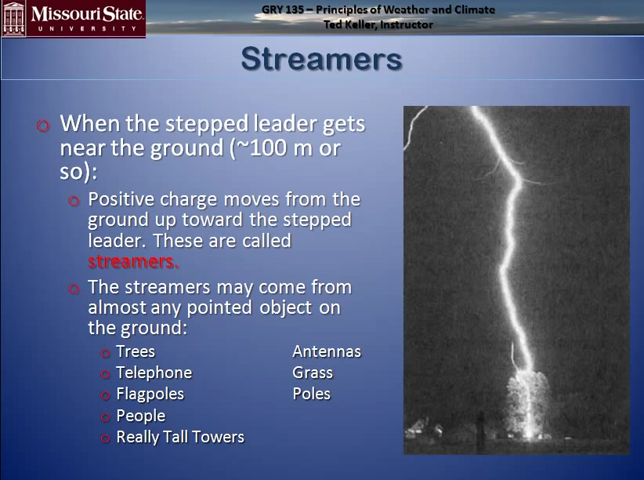 Missouri State
UNIVERSITY
GRY 135 – Principles of Weather and Climate
Ted Keller, Instructor
Streamers
When the stepped leader gets
near the ground (~100 m or
so):
Positive charge moves from the
ground up toward the stepped
leader. These are called
streamers.
The streamers may come from
almost any pointed object on
the ground:
Trees Antennas
Telephone Grass
Flagpoles Poles
People
Really Tall Towers